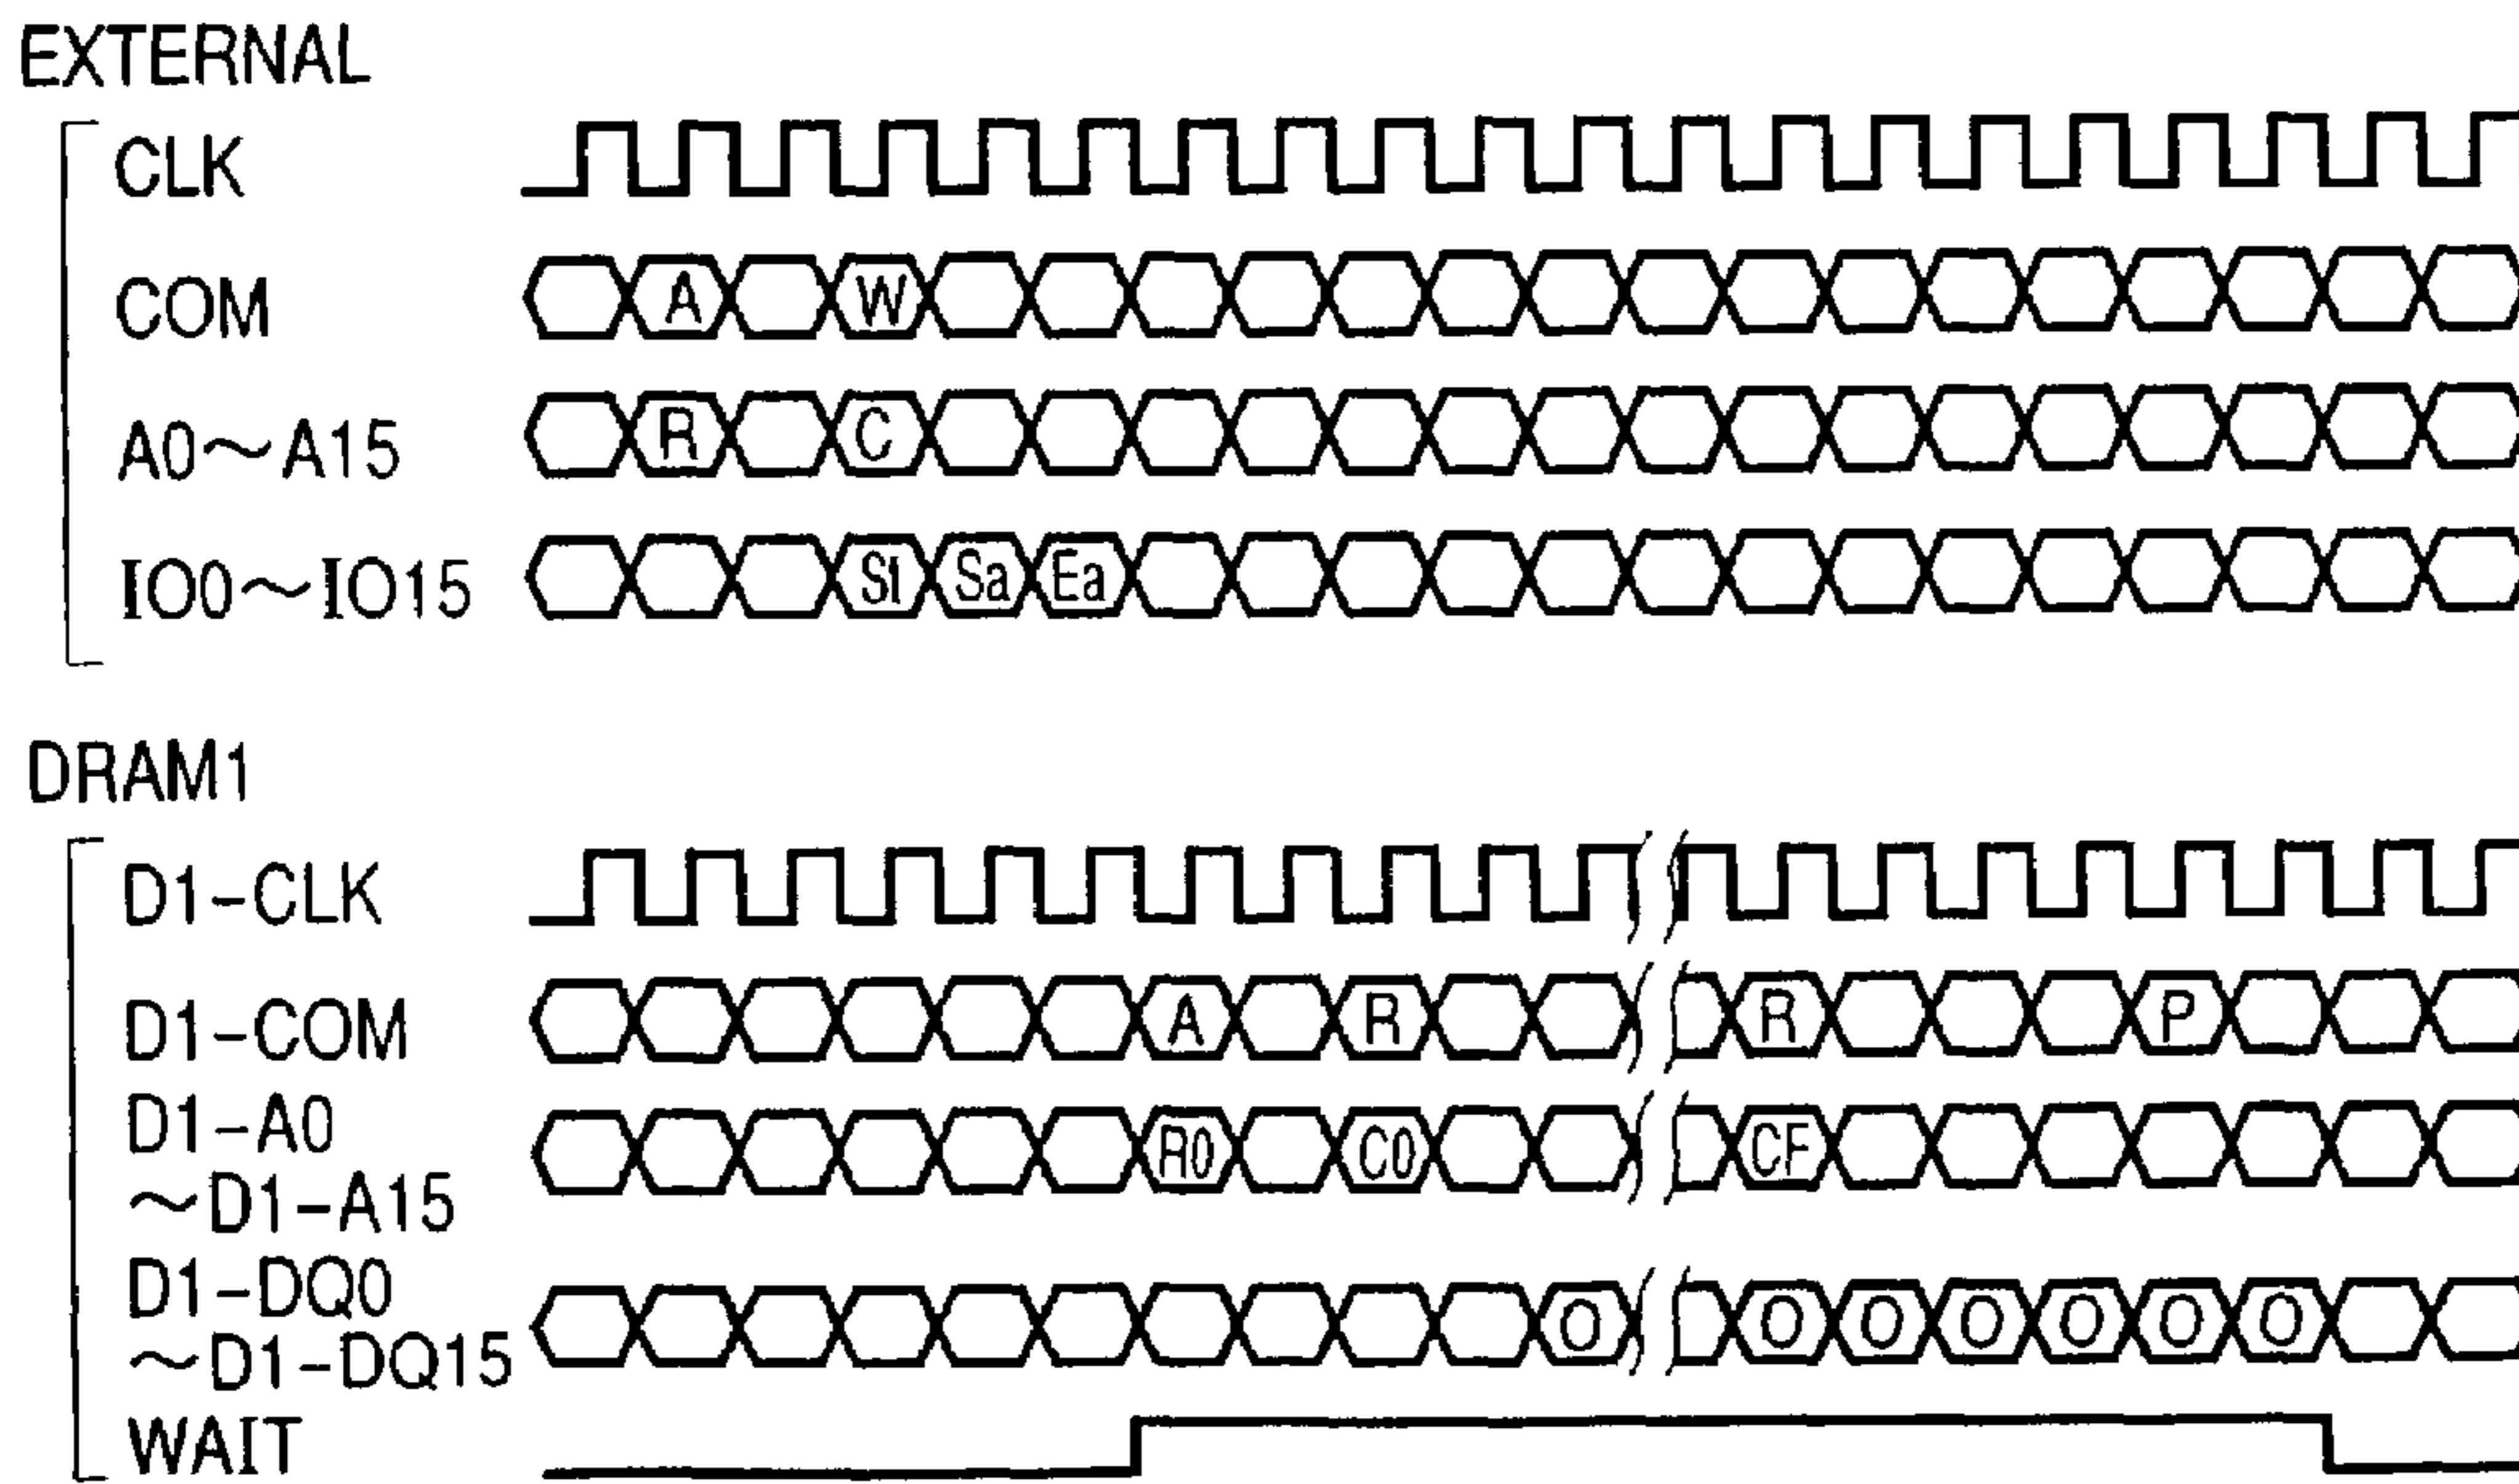 EXTERNAL
CLK
COM A W
A0～A15 R C
IO0～IO15 Sl Sa Ea
DRAM1
D1-CLK
D1-COM A R R P
D1-A0
～D1-A15 R0 C0 CF
D1-DQ0
～D1-DQ15 O O O O O O O
WAIT